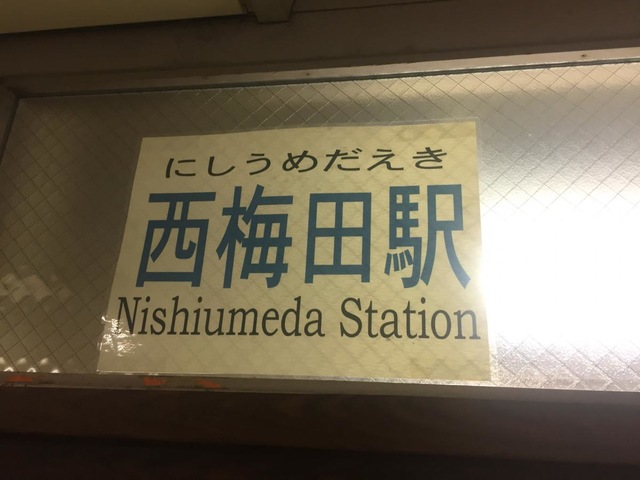 にしうめだえき
西梅田駅
Nishiumeda Station